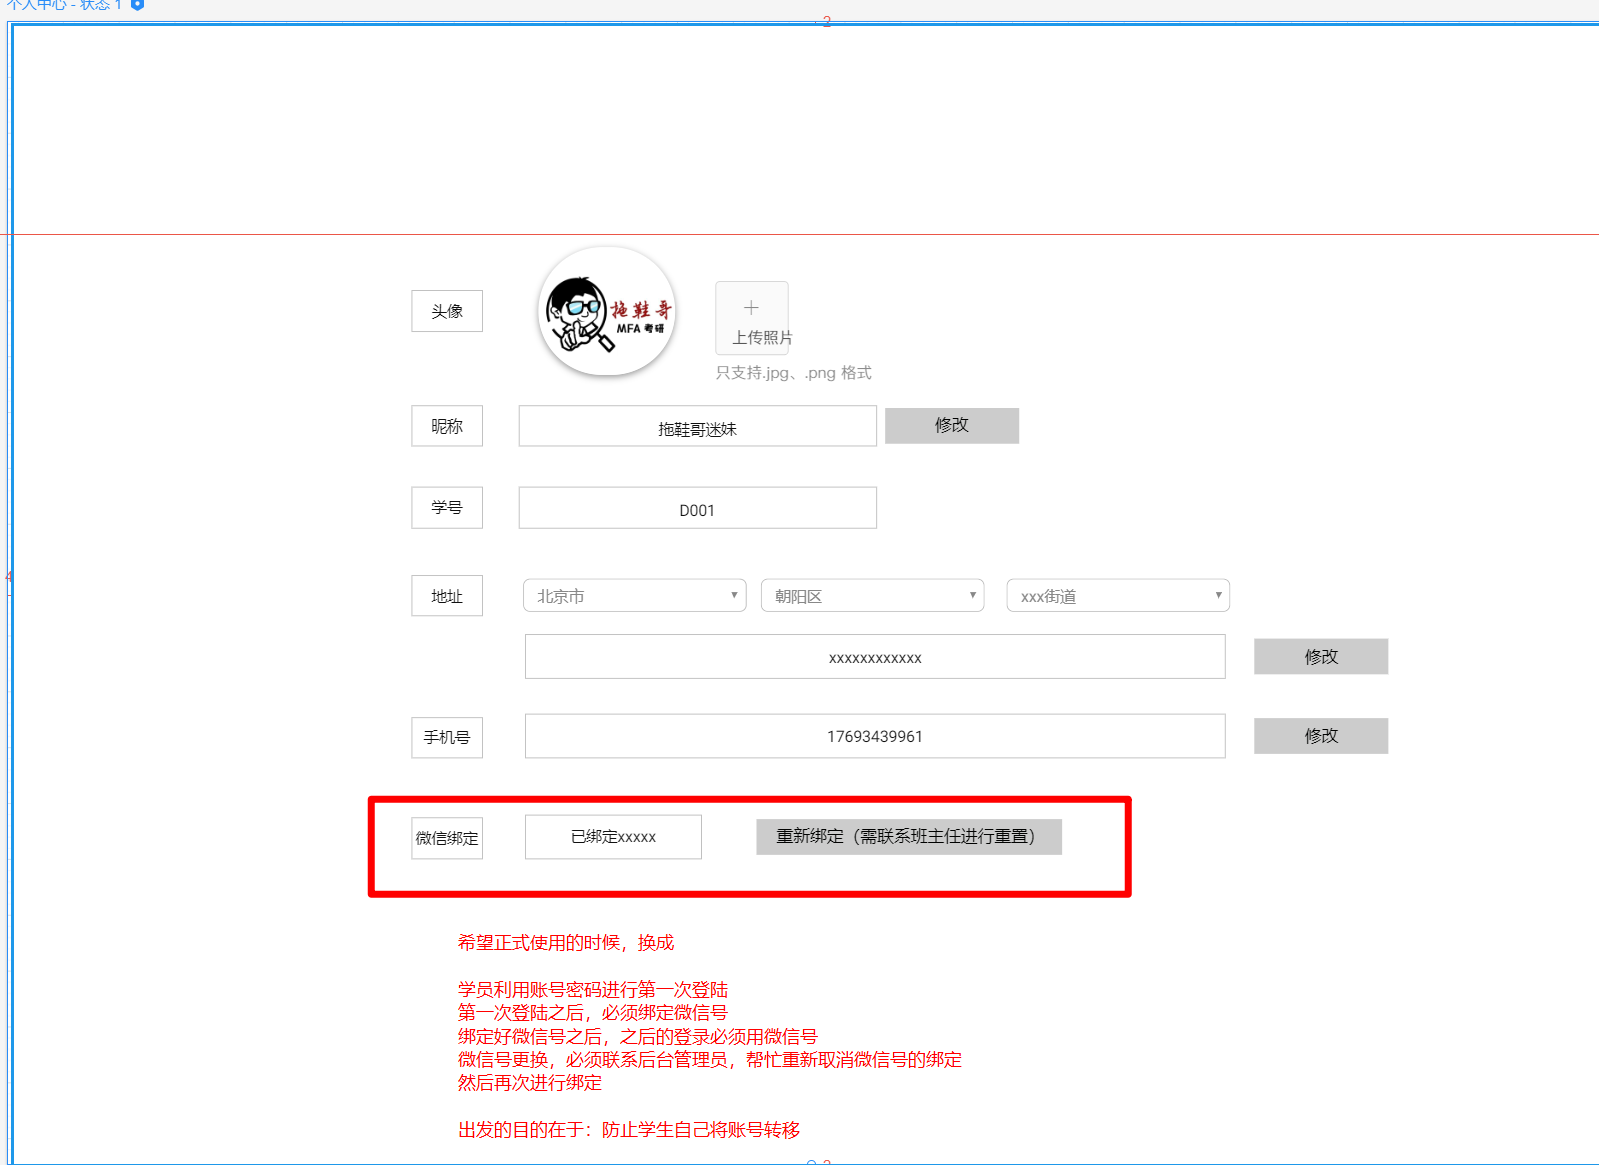 个人中心 - 状态 1
2
头像
拖鞋哥
MFA 考研
上传照片
只支持.jpg、.png 格式
昵称
拖鞋哥迷妹
修改
学号
D001
4
地址
北京市
朝阳区
xxx街道
xxxxxxxxxxxx
修改
手机号
17693439961
修改
微信绑定
已绑定xxxxx
重新绑定（需联系班主任进行重置）
希望正式使用的时候，换成
学员利用账号密码进行第一次登陆
第一次登陆之后，必须绑定微信号
绑定好微信号之后，之后的登录必须用微信号
微信号更换，必须联系后台管理员，帮忙重新取消微信号的绑定
然后再次进行绑定
出发的目的在于：防止学生自己将账号转移